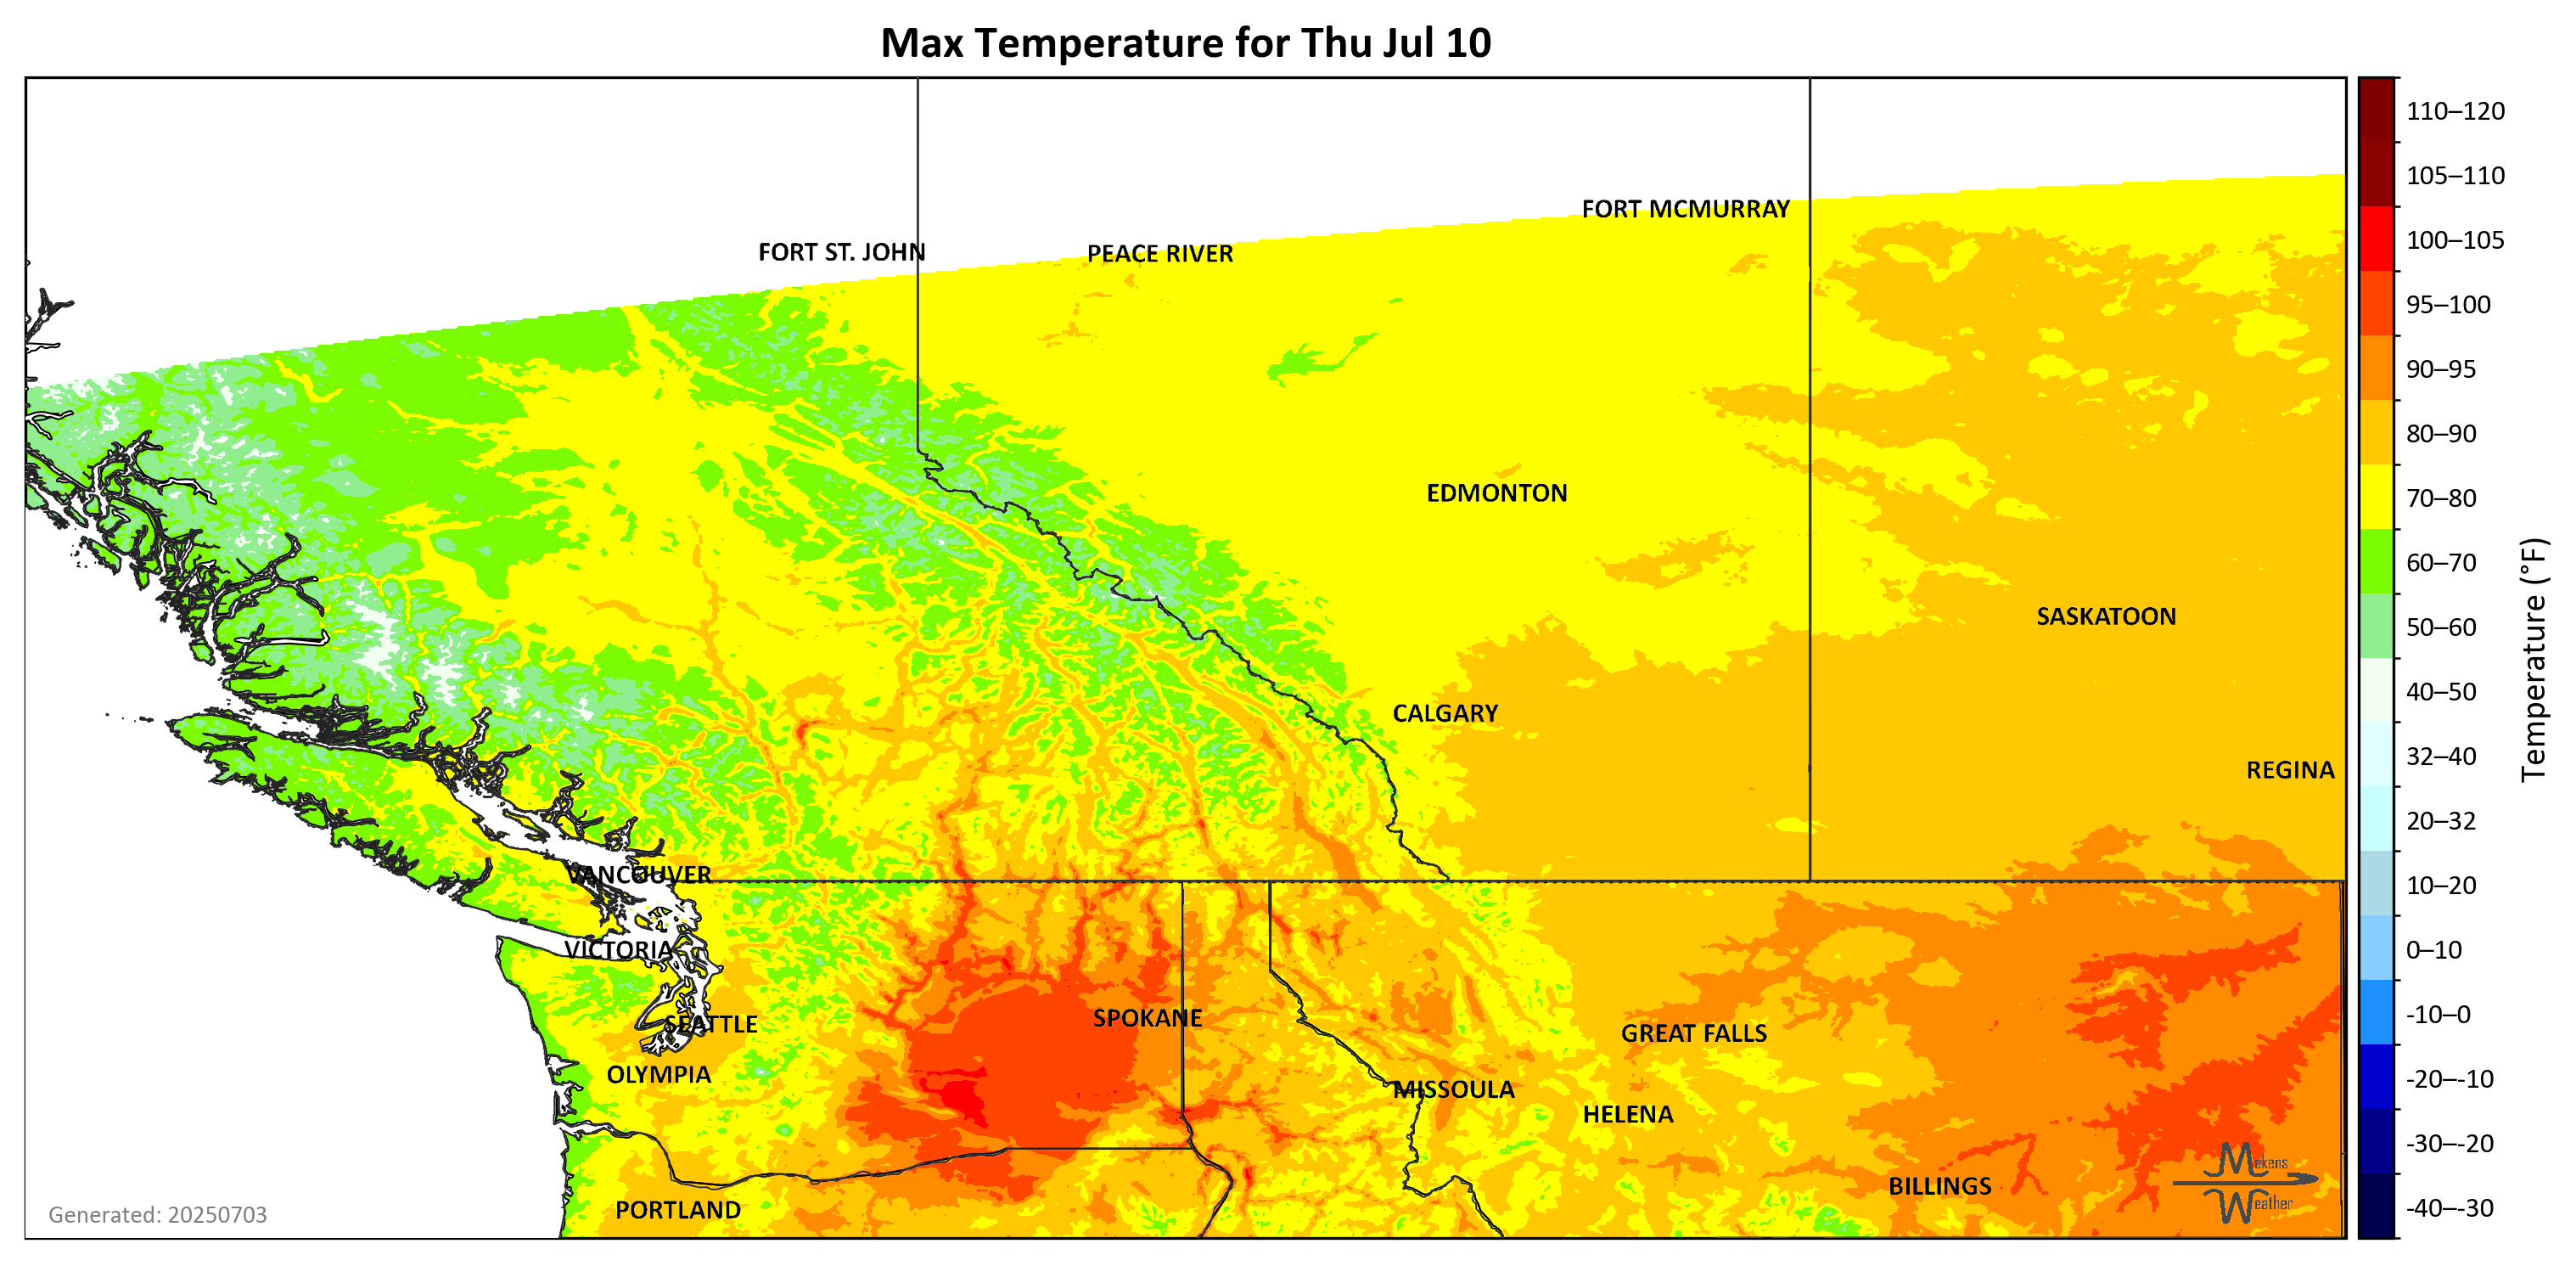 Max Temperature for Thu Jul 10
110–120
105–110
FORT MCMURRAY
100–105
FORT ST. JOHN
PEACE RIVER
95–100
90–95
80–90
EDMONTON
70–80
60–70
SASKATOON
50–60
40–50
CALGARY
32–40
REGINA
Temperature (°F)
20–32
VANCOUVER
10–20
VICTORIA
0–10
SEATTLE
SPOKANE
GREAT FALLS
-10–0
OLYMPIA
MISSOULA
-20–-10
HELENA
-30–-20
Mekens
Weather
BILLINGS
PORTLAND
-40–-30
Generated: 20250703